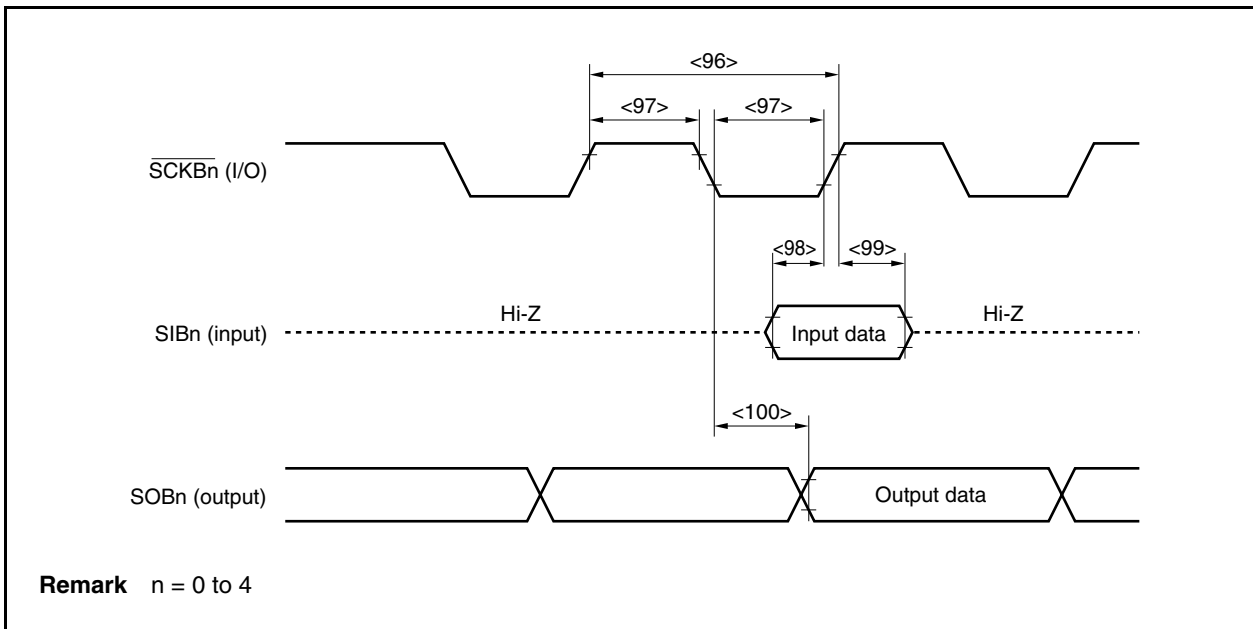 <96>
<97> <97>
SCKBn (I/O)
<98> <99>
Hi-Z Hi-Z
SIBn (input) Input data
<100>
SOBn (output) Output data
Remark n = 0 to 4